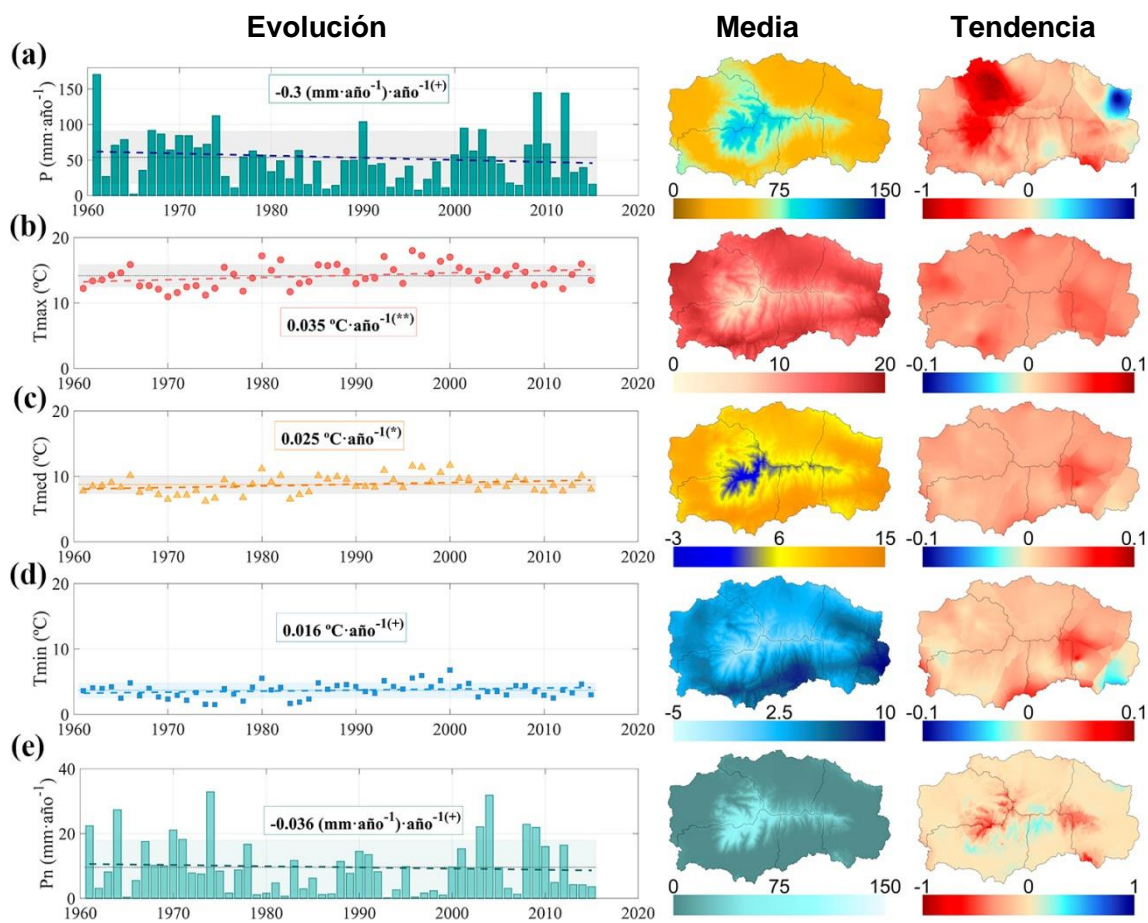 Evolución Media Tendencia
(a)
P (mm·año⁻¹)
150
100
50
0
-0.3 (mm·año⁻¹)·año⁻¹⁽⁺⁾
1960 1970 1980 1990 2000 2010 2020
0 75 150
-1 0 1
(b)
Tmax (ºC)
20
10
0
0.035 ºC·año⁻¹⁽**⁾
1960 1970 1980 1990 2000 2010 2020
0 10 20
-0.1 0 0.1
(c)
Tmed (ºC)
20
10
0
0.025 ºC·año⁻¹⁽*⁾
1960 1970 1980 1990 2000 2010 2020
-3 6 15
-0.1 0 0.1
(d)
Tmin (ºC)
20
10
0
0.016 ºC·año⁻¹⁽⁺⁾
1960 1970 1980 1990 2000 2010 2020
-5 2.5 10
-0.1 0 0.1
(e)
Pn (mm·año⁻¹)
40
20
0
-0.036 (mm·año⁻¹)·año⁻¹⁽⁺⁾
1960 1970 1980 1990 2000 2010 2020
0 75 150
-1 0 1